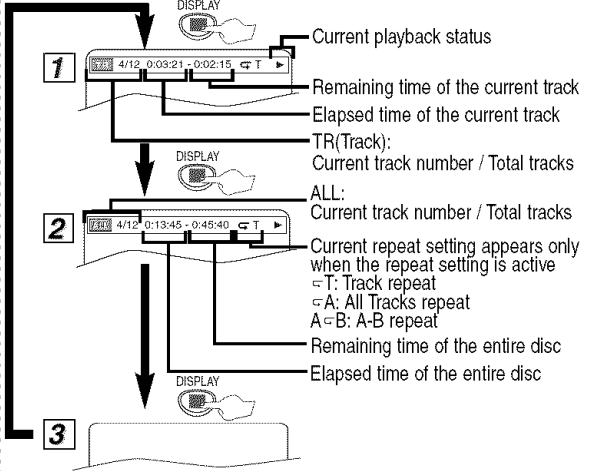 DISPLAY
Current playback status
1
4/12 0:03:21 - 0:02:15 T ►
Remaining time of the current track
Elapsed time of the current track
TR(Track):
Current track number / Total tracks
DISPLAY
ALL:
Current track number / Total tracks
2
4/12 0:13:45 - 0:45:40 T ►
Current repeat setting appears only
when the repeat setting is active
T: Track repeat
A: All Tracks repeat
A B: A-B repeat
Remaining time of the entire disc
Elapsed time of the entire disc
DISPLAY
3